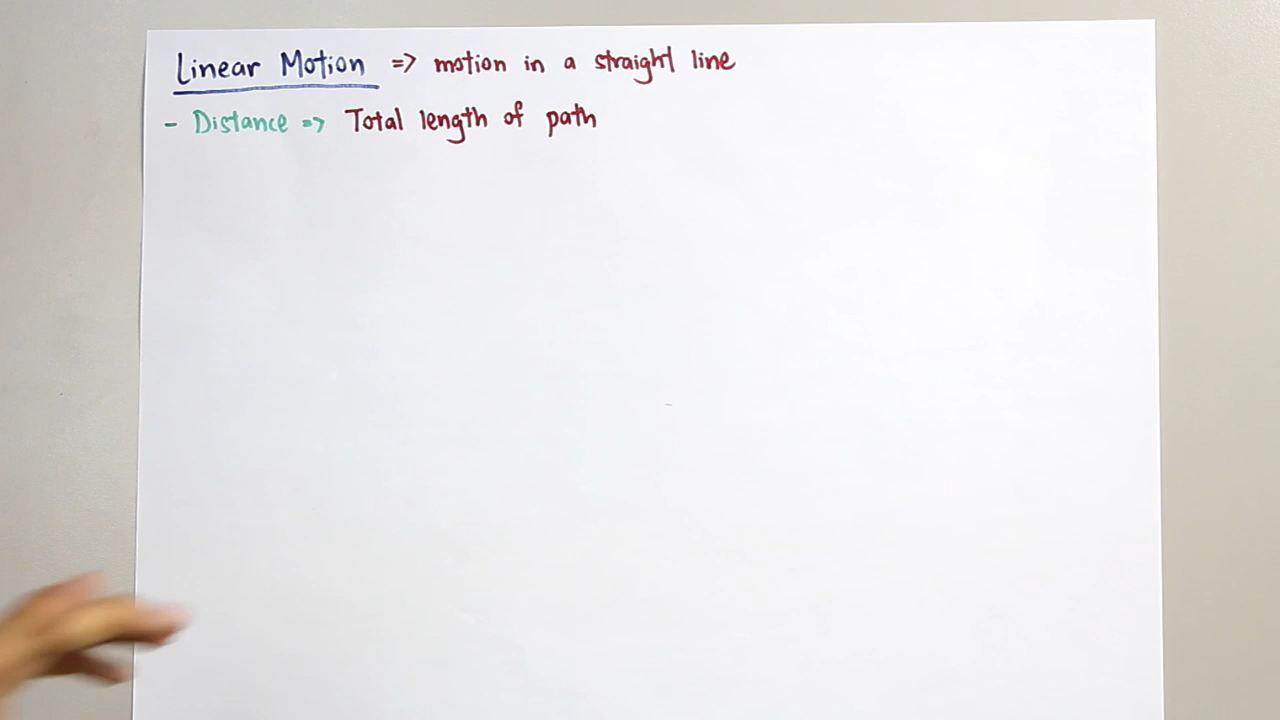 Linear Motion => motion in a straight line
- Distance => Total length of path